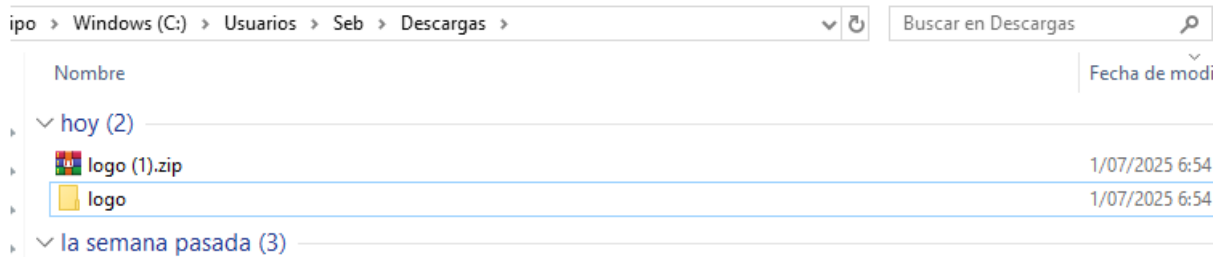 ipo > Windows (C:) > Usuarios > Seb > Descargas > Buscar en Descargas
Nombre Fecha de modi
hoy (2)
logo (1).zip 1/07/2025 6:54
logo 1/07/2025 6:54
la semana pasada (3)